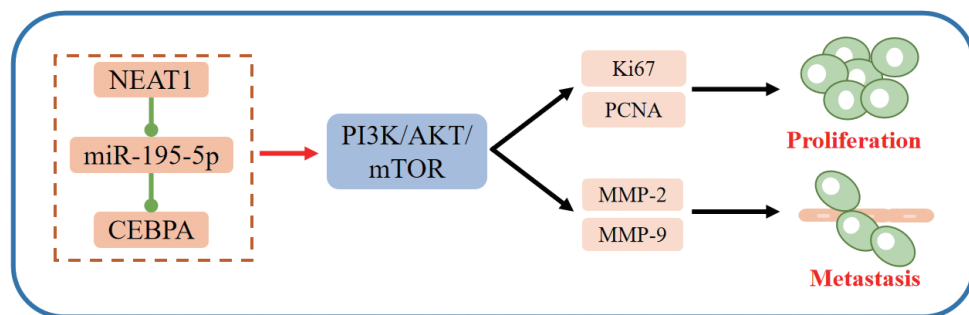 NEAT1
miR-195-5p
CEBPA
PI3K/AKT/
mTOR
Ki67
PCNA
MMP-2
MMP-9
Proliferation
Metastasis